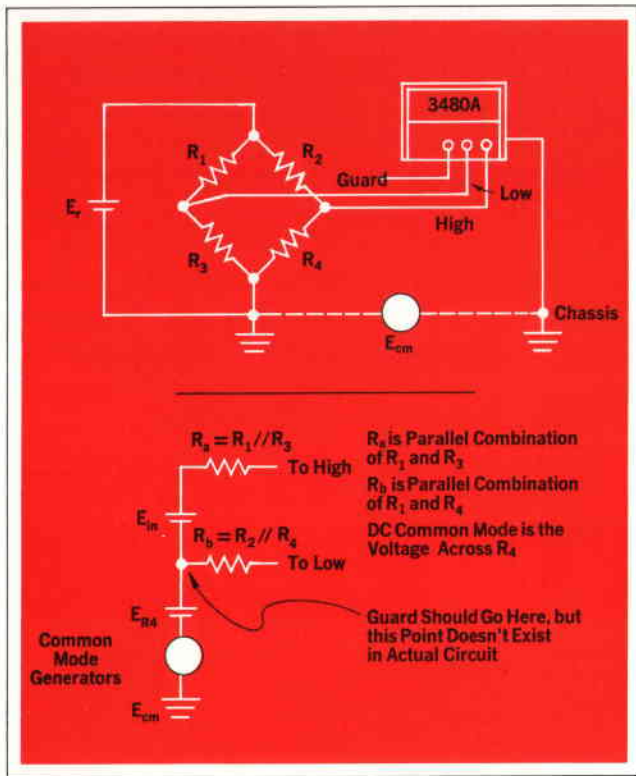 3480A
R1
R2
Guard
Low
High
Er
R3
R4
Chassis
Ecm
Ra = R1//R3
To High
Ra is Parallel Combination
of R1 and R3
Rb is Parallel Combination
of R1 and R4
DC Common Mode is the
Voltage Across R4
Ein
Rb = R2 // R4
To Low
ER4
Guard Should Go Here, but
this Point Doesn't Exist
in Actual Circuit
Common
Mode
Generators
Ecm